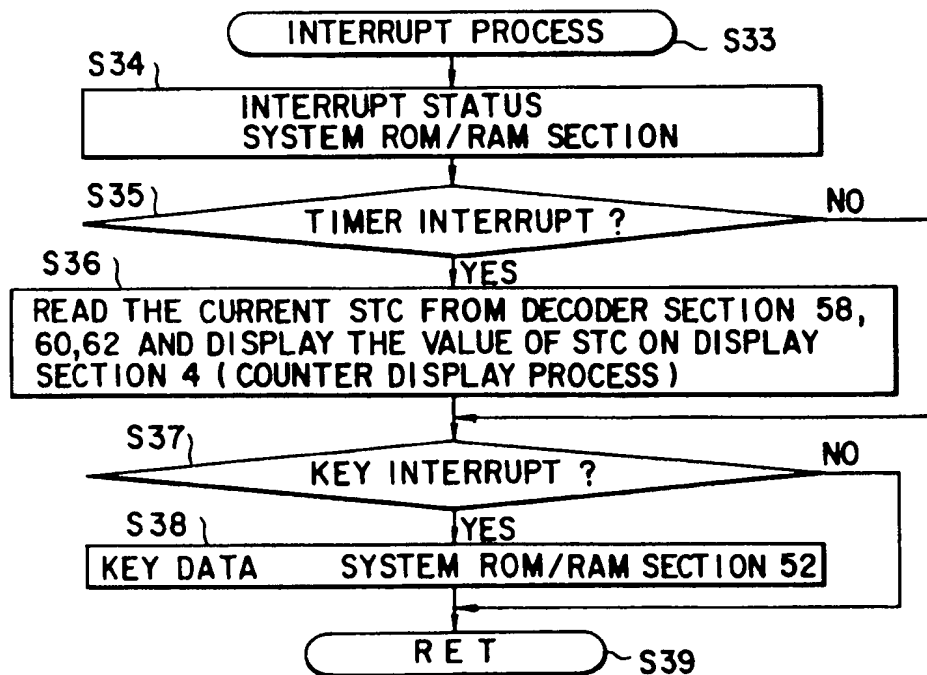 INTERRUPT PROCESS
S33
S34
INTERRUPT STATUS
SYSTEM ROM/RAM SECTION
S35
TIMER INTERRUPT ?
NO
S36
YES
READ THE CURRENT STC FROM DECODER SECTION 58,
60,62 AND DISPLAY THE VALUE OF STC ON DISPLAY
SECTION 4 (COUNTER DISPLAY PROCESS)
S37
KEY INTERRUPT ?
NO
S38
YES
KEY DATA SYSTEM ROM/RAM SECTION 52
RET
S39